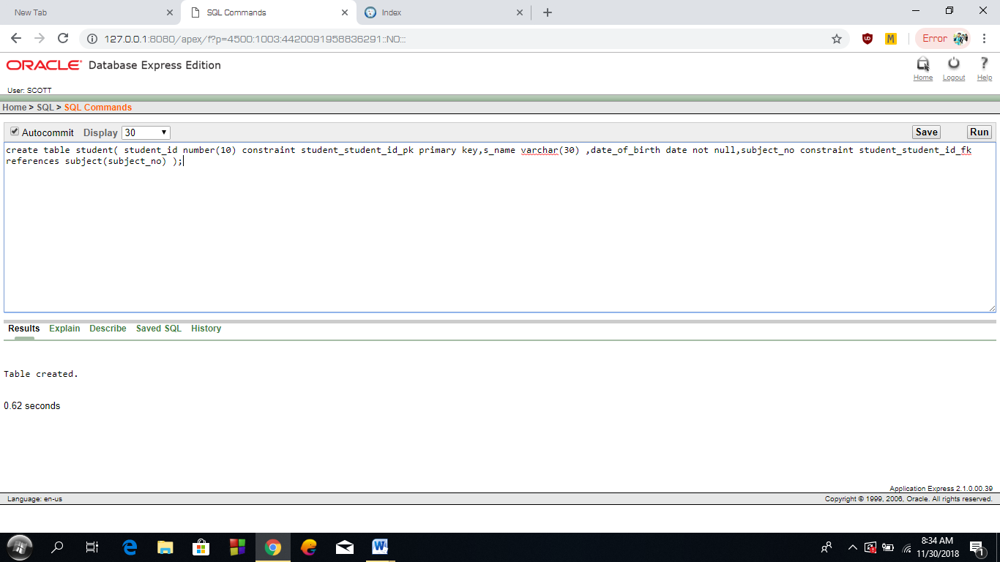 New Tab
SQL Commands
Index
127.0.0.1:8080/apex/f?p=4500:1003:4420091958836291::NO:::
UD
M
Error
ORACLE Database Express Edition
Home
Logout
Help
User: SCOTT
Home > SQL > SQL Commands
Autocommit Display 30
Save
Run
create table student( student_id number(10) constraint student_student_id_pk primary key,s_name varchar(30) ,date_of_birth date not null,subject_no constraint student_student_id_fk
references subject(subject_no) );
Results Explain Describe Saved SQL History
Table created.
0.62 seconds
Application Express 2.1.0.00.39
Language: en-us
Copyright © 1999, 2006, Oracle. All rights reserved.
8:34 AM
11/30/2018
1